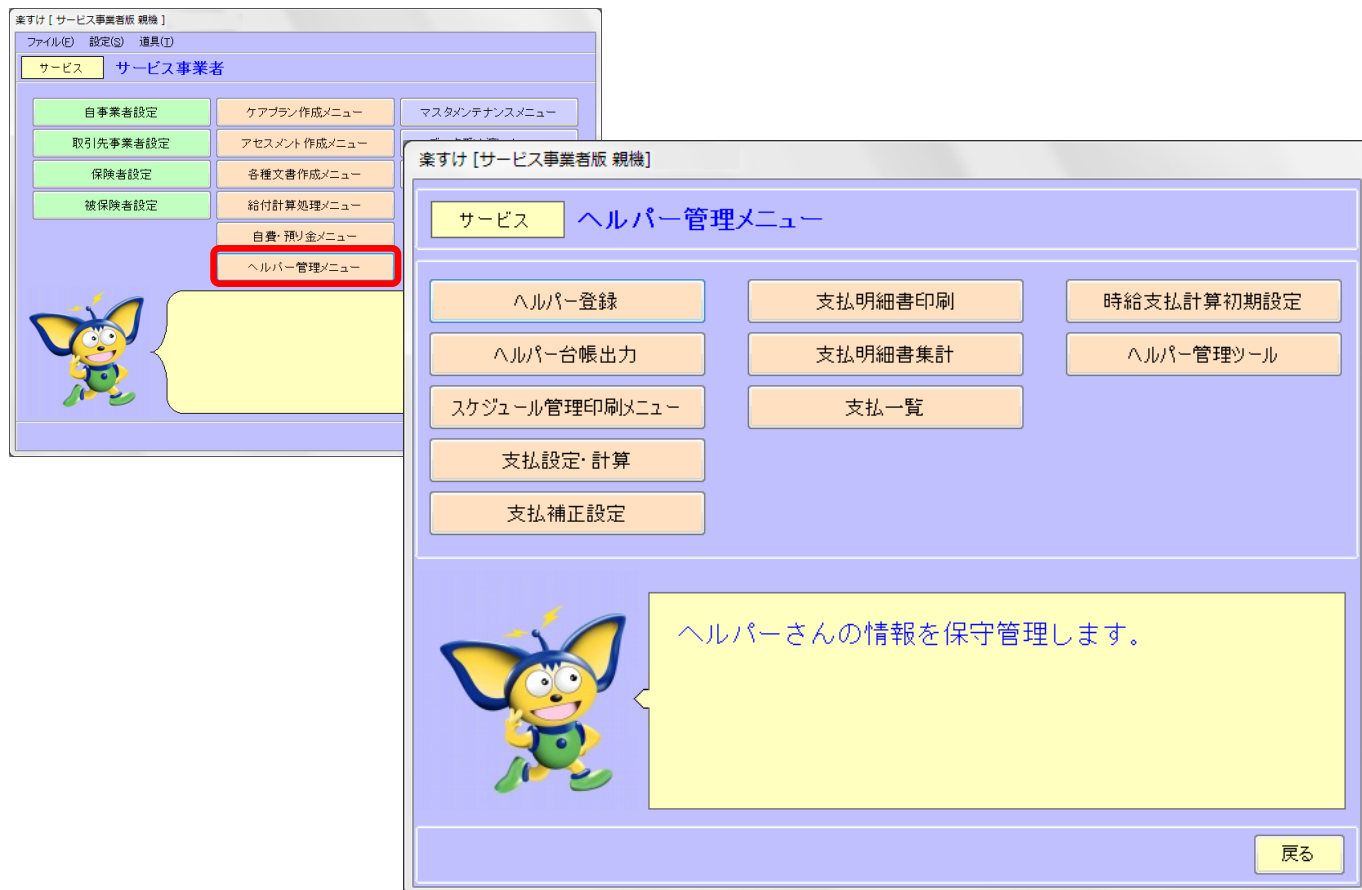 楽すけ [ サービス事業者版 親機 ]
ファイル(F) 設定(S) 道具(T)
サービス サービス事業者
自事業者設定 ケアプラン作成メニュー マスタメンテナンスメニュー
取引先事業者設定 アセスメント作成メニュー
保険者設定 各種文書作成メニュー
被保険者設定 給付計算処理メニュー
自費・預り金メニュー
ヘルパー管理メニュー
楽すけ [サービス事業者版 親機]
サービス ヘルパー管理メニュー
ヘルパー登録 支払明細書印刷 時給支払計算初期設定
ヘルパー台帳出力 支払明細書集計 ヘルパー管理ツール
スケジュール管理印刷メニュー 支払一覧
支払設定・計算
支払補正設定
ヘルパーさんの情報を保守管理します。
戻る